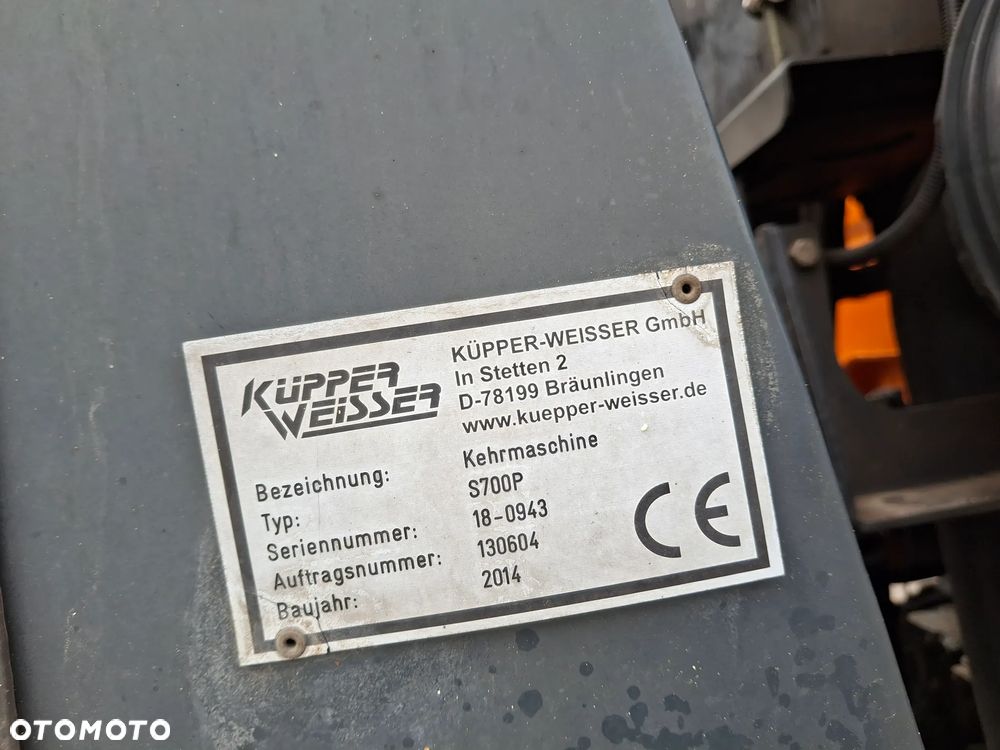 KÜPPER
WEISSER
KÜPPER-WEISSER GmbH
In Stetten 2
D-78199 Bräunlingen
www.kuepper-weisser.de
Bezeichnung: Kehrmaschine
Typ: S700P
Seriennummer: 18-0943
Auftragsnummer: 130604
Baujahr: 2014
CE
OTOMOTO